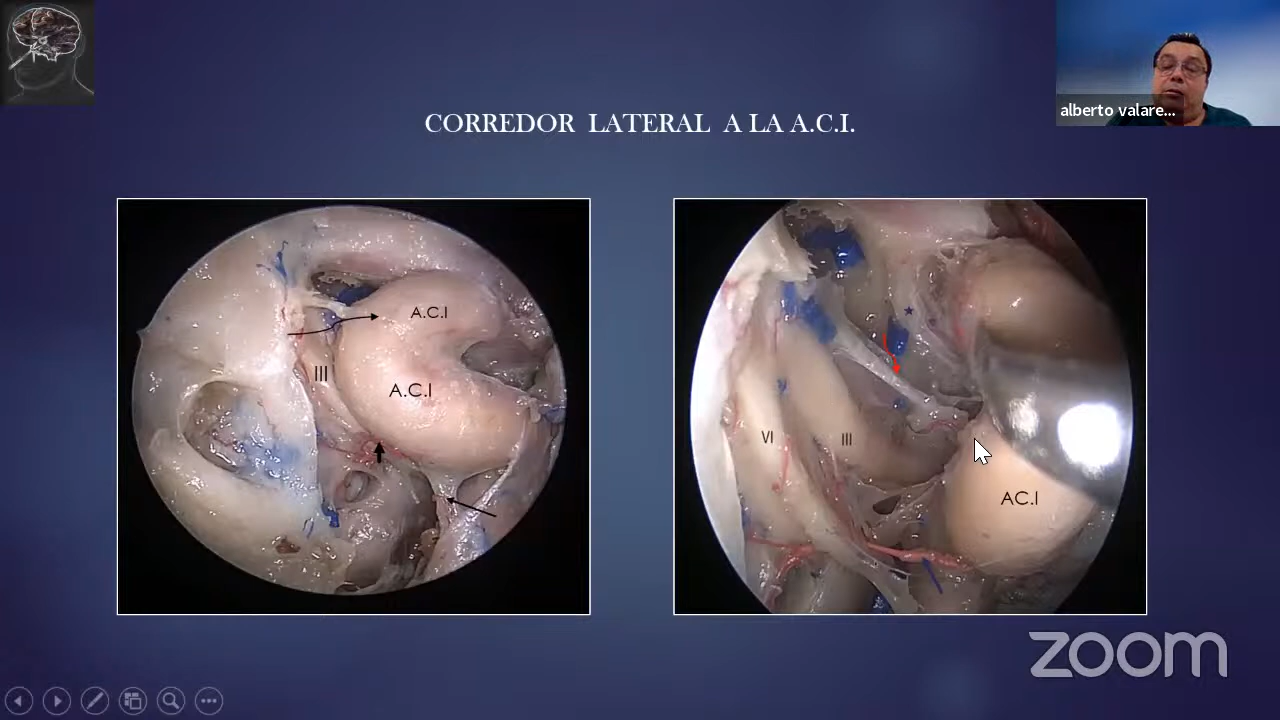 alberto valare...
CORREDOR LATERAL A LA A.C.I.
A.C.I
III
A.C.I
VI
III
AC.I
zoom